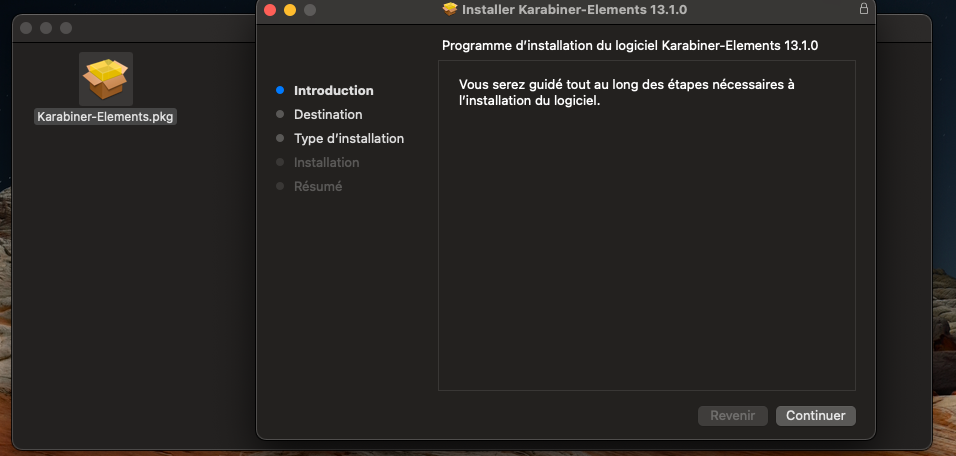 Installer Karabiner-Elements 13.1.0
Programme d’installation du logiciel Karabiner-Elements 13.1.0
Karabiner-Elements.pkg
Introduction
Destination
Type d’installation
Installation
Résumé
Vous serez guidé tout au long des étapes nécessaires à
l’installation du logiciel.
Revenir
Continuer